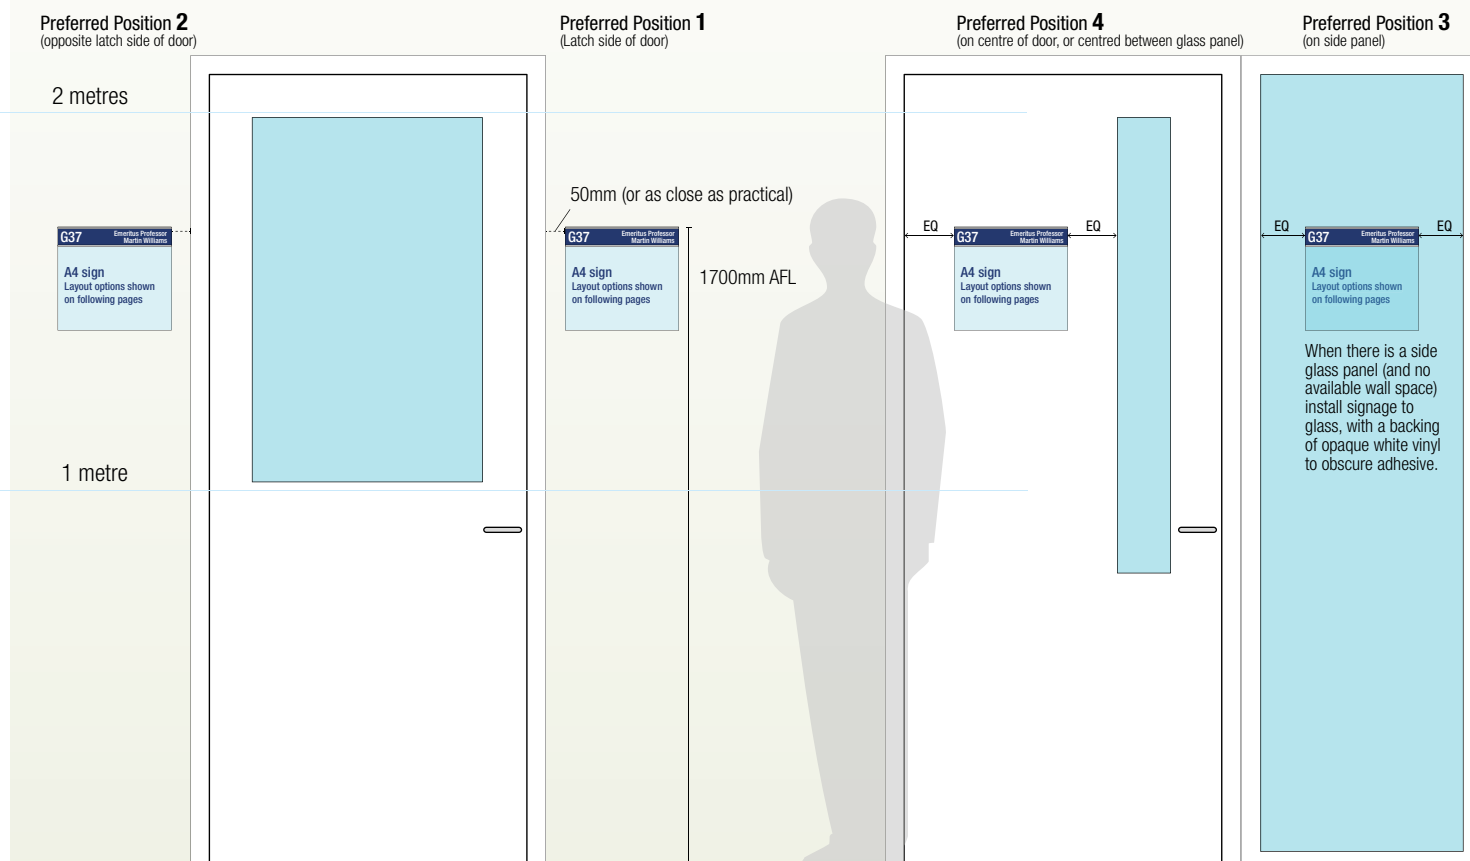 Preferred Position 2
(opposite latch side of door)
Preferred Position 1
(Latch side of door)
Preferred Position 4
(on centre of door, or centred between glass panel)
Preferred Position 3
(on side panel)
2 metres
50mm (or as close as practical)
G37
Emeritus Professor
Martin Williams
A4 sign
Layout options shown
on following pages
G37
Emeritus Professor
Martin Williams
A4 sign
Layout options shown
on following pages
1700mm AFL
EQ
G37
Emeritus Professor
Martin Williams
EQ
A4 sign
Layout options shown
on following pages
EQ
G37
Emeritus Professor
Martin Williams
EQ
A4 sign
Layout options shown
on following pages
When there is a side
glass panel (and no
available wall space)
install signage to
glass, with a backing
of opaque white vinyl
to obscure adhesive.
1 metre